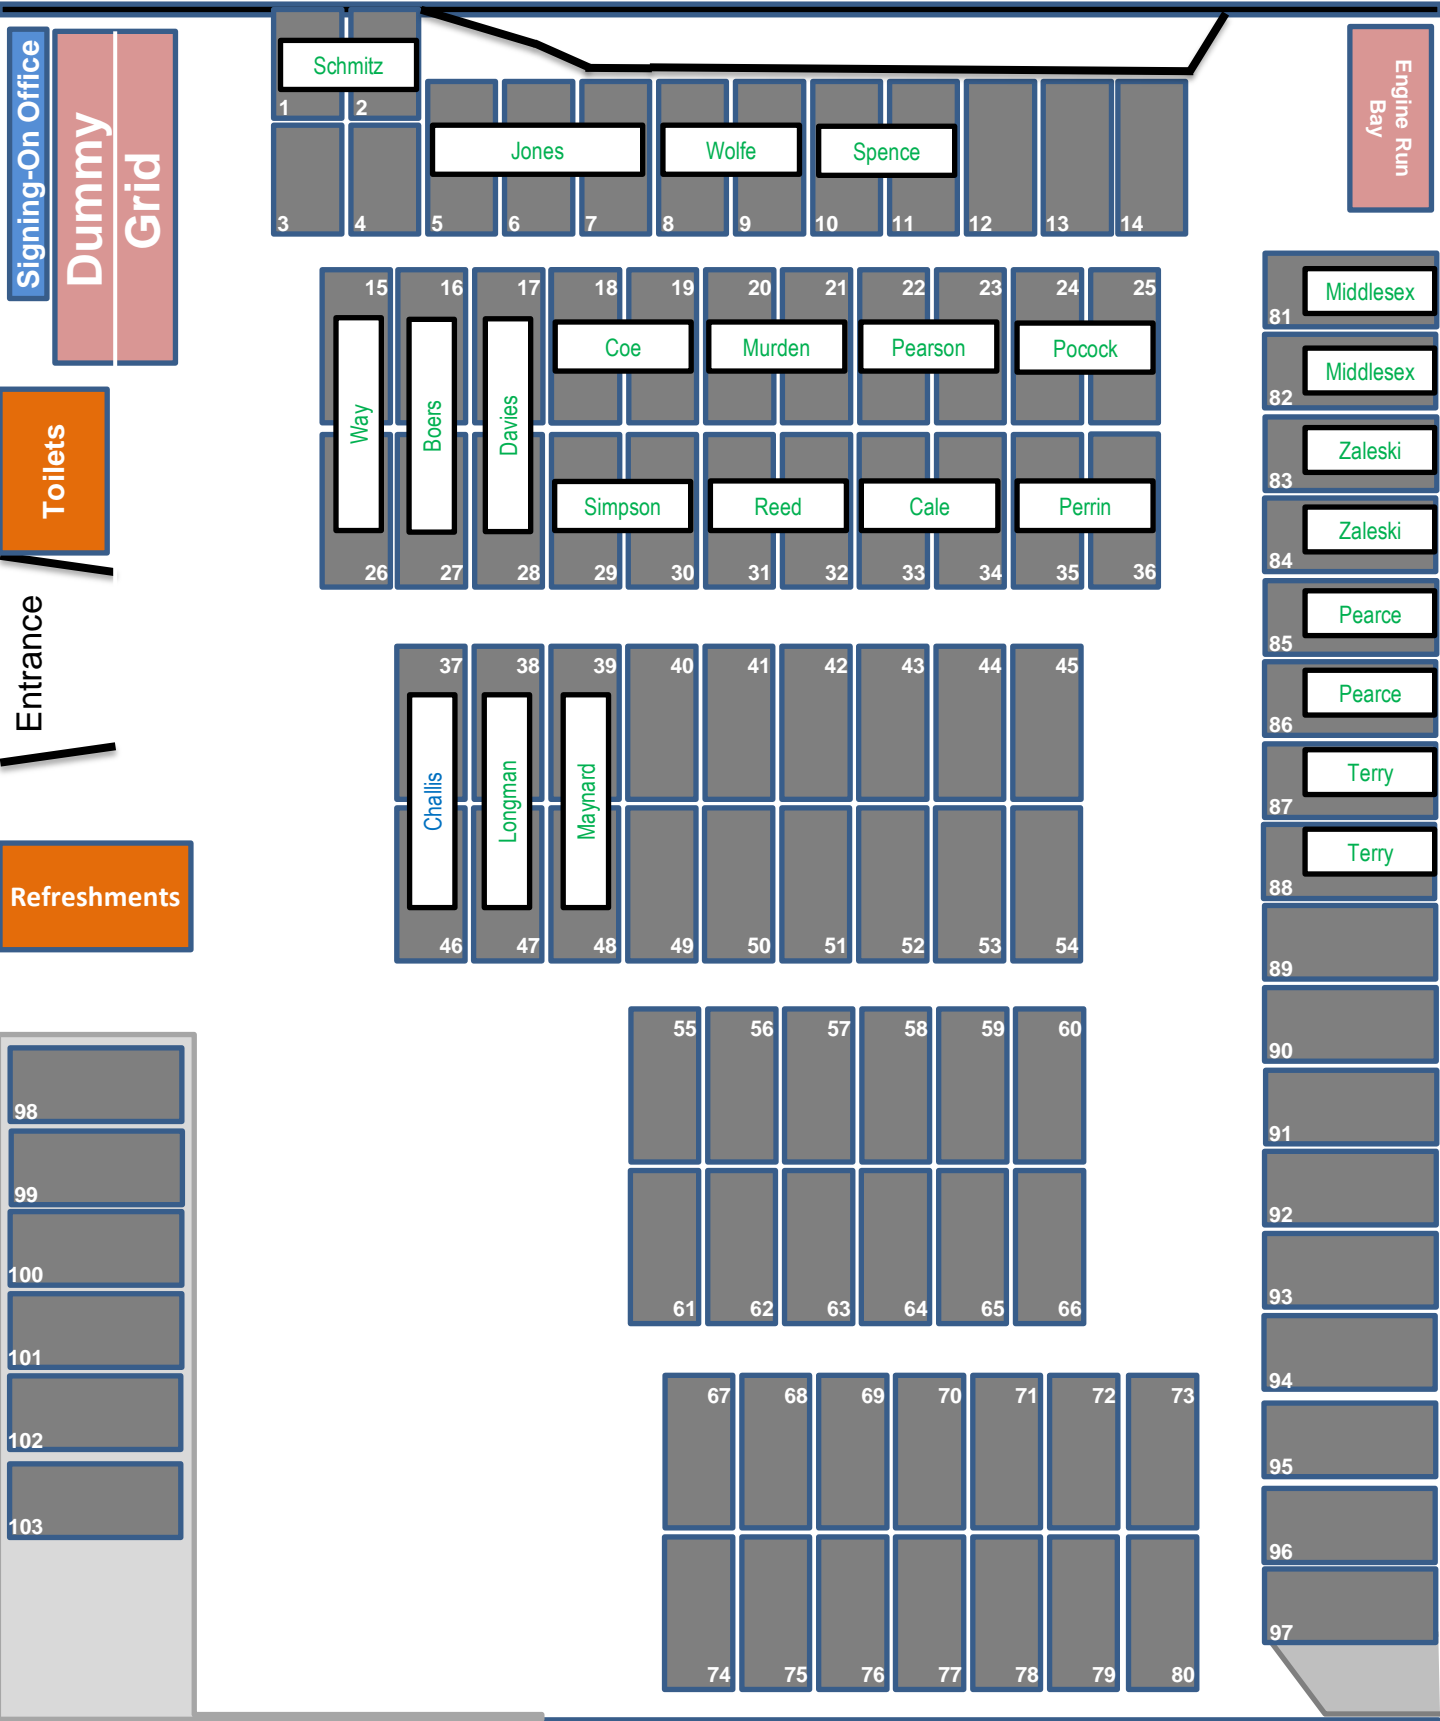 Signing-On Office
Dummy
Grid
Schmitz
1 2
3 4
Jones
Wolfe
Spence
5 6 7 8 9 10 11 12 13 14
Engine Run
Bay
15 16 17 18 19 20 21 22 23 24 25
Way
Boers
Davies
Coe
Murden
Pearson
Pocock
Simpson
Reed
Cale
Perrin
26 27 28 29 30 31 32 33 34 35 36
Toilets
Entrance
Refreshments
37 38 39 40 41 42 43 44 45
Challis
Longman
Maynard
46 47 48 49 50 51 52 53 54
55 56 57 58 59 60
61 62 63 64 65 66
67 68 69 70 71 72 73
74 75 76 77 78 79 80
Middlesex
81
Middlesex
82
Zaleski
83
Zaleski
84
Pearce
85
Pearce
86
Terry
87
Terry
88
89
90
91
92
93
94
95
96
97
98
99
100
101
102
103